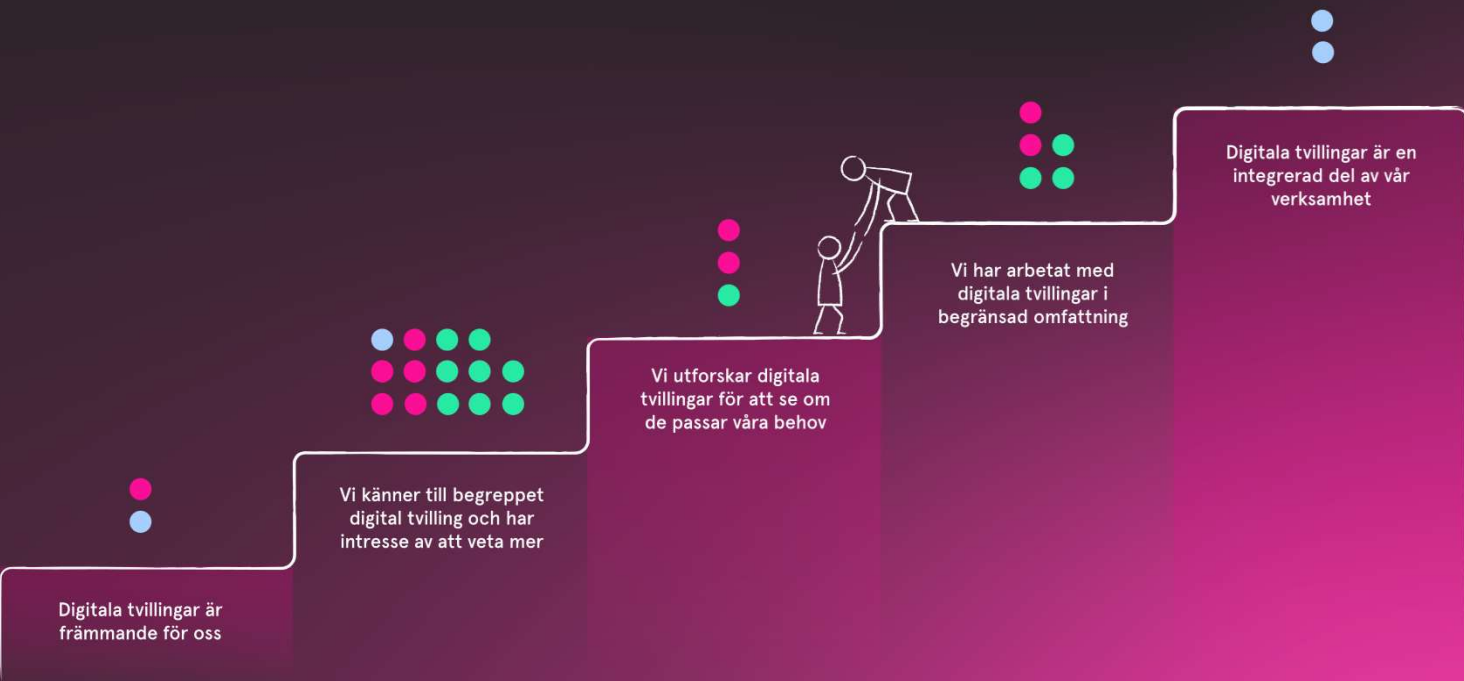 Digitala tvillingar är
främmande för oss
Vi känner till begreppet
digital tvilling och har
intresse av att veta mer
Vi utforskar digitala
tvillingar för att se om
de passar våra behov
Vi har arbetat med
digitala tvillingar i
begränsad omfattning
Digitala tvillingar är en
integrerad del av vår
verksamhet